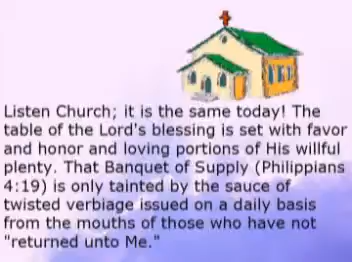 Listen Church; it is the same today! The
table of the Lord's blessing is set with favor
and honor and loving portions of His willful
plenty. That Banquet of Supply (Philippians
4:19) is only tainted by the sauce of
twisted verbiage issued on a daily basis
from the mouths of those who have not
"returned unto Me."